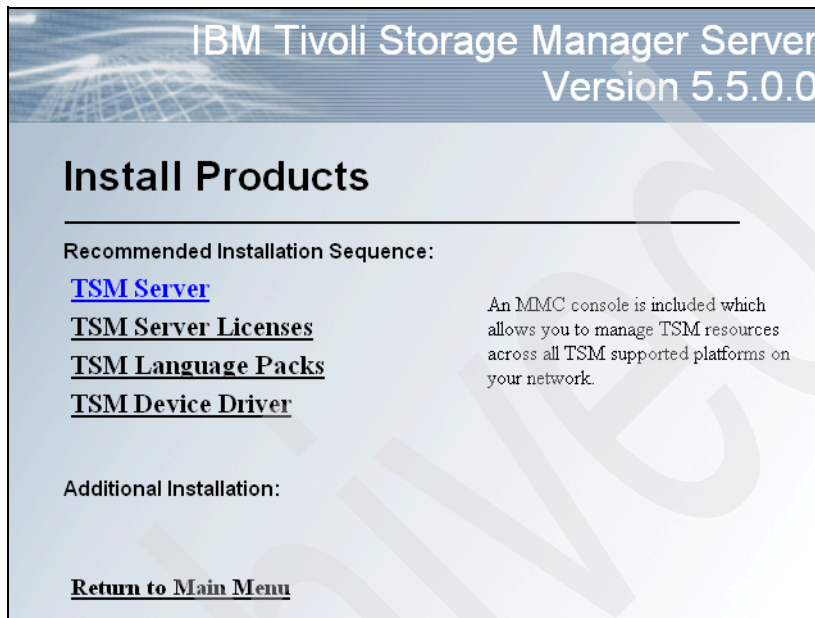 IBM Tivoli Storage Manager Server
Version 5.5.0.0
Install Products
Recommended Installation Sequence:
TSM Server
TSM Server Licenses
TSM Language Packs
TSM Device Driver
An MMC console is included which
allows you to manage TSM resources
across all TSM supported platforms on
your network.
Additional Installation:
Return to Main Menu